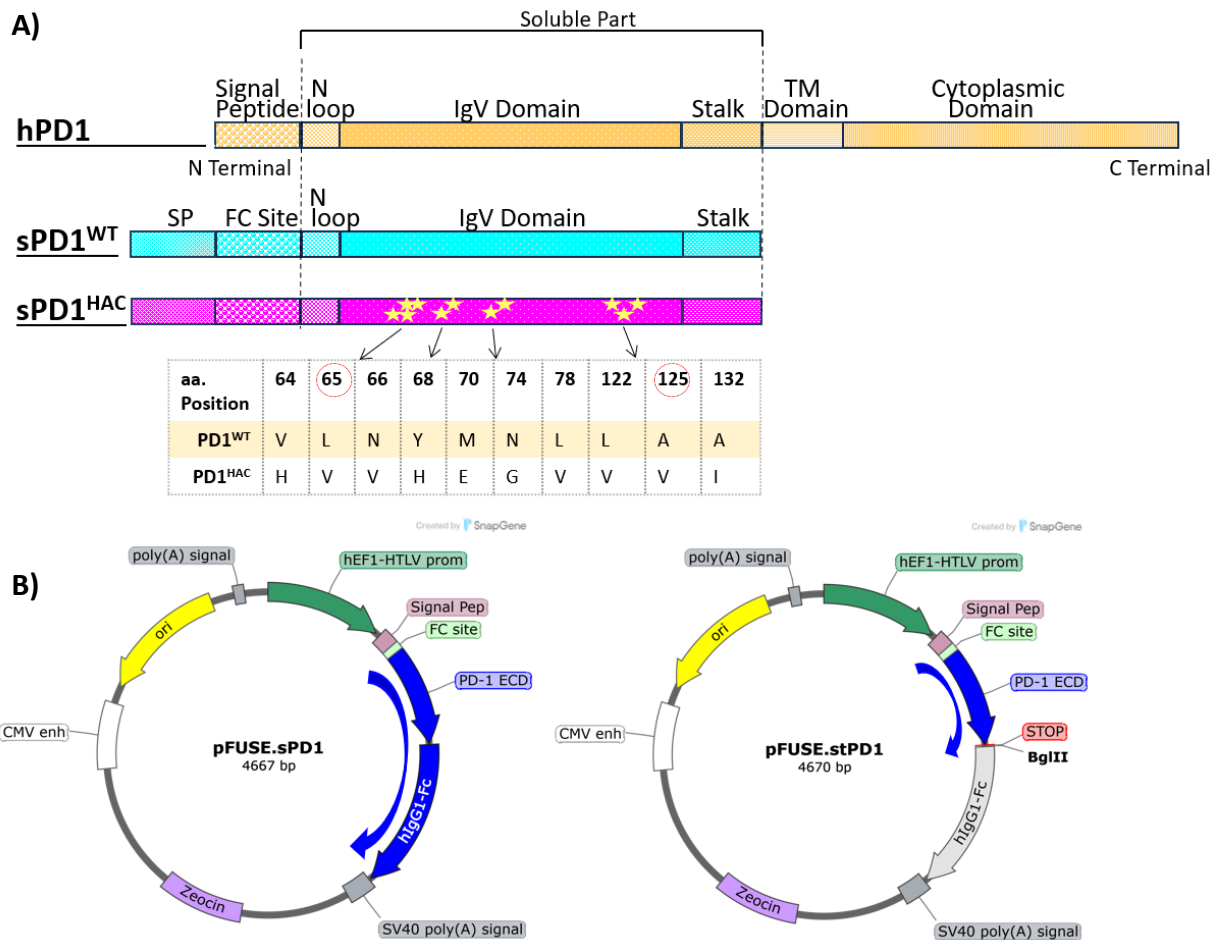 A)
Soluble Part
Signal Peptide
N loop
IgV Domain
Stalk
TM Domain
Cytoplasmic Domain
hPD1
N Terminal
C Terminal
SP
FC Site
N loop
IgV Domain
Stalk
sPD1WT
sPD1HAC
aa. Position 64 65 66 68 70 74 78 122 125 132
PD1WT V L N Y M N L L A A
PD1HAC H V V H E G V V V I
Created by SnapGene
Created by SnapGene
B)
poly(A) signal
hEF1-HTLV prom
Signal Pep
FC site
PD-1 ECD
ori
CMV enh
pFUSE.sPD1
4667 bp
hIgG1-Fc
Zeocin
SV40 poly(A) signal
poly(A) signal
hEF1-HTLV prom
Signal Pep
FC site
PD-1 ECD
ori
CMV enh
pFUSE.stPD1
4670 bp
STOP
BglII
hIgG1-Fc
Zeocin
SV40 poly(A) signal